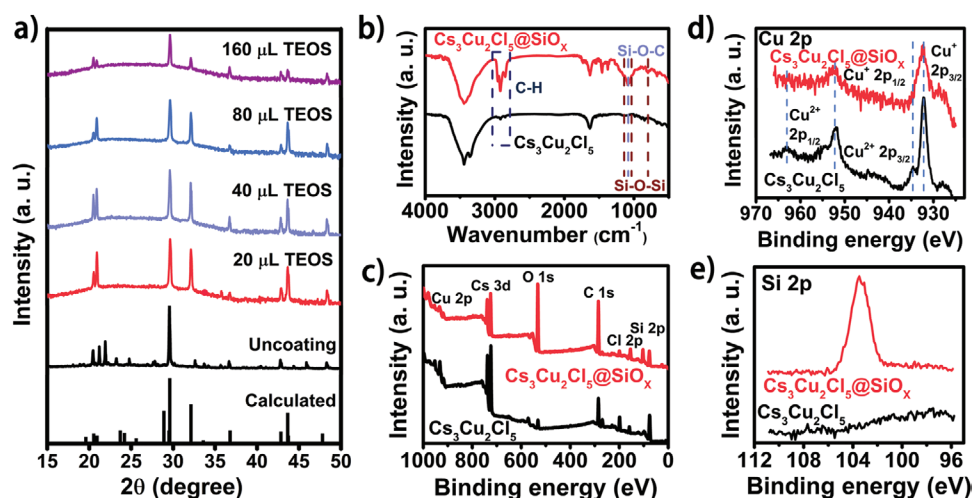 a)
160 μL TEOS
80 μL TEOS
40 μL TEOS
20 μL TEOS
Uncoating
Calculated
Intensity (a. u.)
15 20 25 30 35 40 45 50
2θ (degree)
b)
Cs₃Cu₂Cl₅@SiOₓ
Si-O-C
C-H
Cs₃Cu₂Cl₅
Si-O-Si
Intensity (a. u.)
4000 3000 2000 1000
Wavenumber (cm⁻¹)
c)
Cu 2p
Cs 3d
O 1s
C 1s
Si 2p
Cl 2p
Cs₃Cu₂Cl₅@SiOₓ
Cs₃Cu₂Cl₅
Intensity (a. u.)
1000 800 600 400 200 0
Binding energy (eV)
d)
Cu 2p
Cs₃Cu₂Cl₅@SiOₓ
Cu⁺
2p₃/₂
Cu⁺ 2p₁/₂
Cu²⁺
2p₁/₂
Cu²⁺ 2p₃/₂
Cs₃Cu₂Cl₅
Intensity (a. u.)
970 960 950 940 930
Binding energy (eV)
e)
Si 2p
Cs₃Cu₂Cl₅@SiOₓ
Cs₃Cu₂Cl₅
Intensity (a. u.)
112 108 104 100 96
Binding energy (eV)